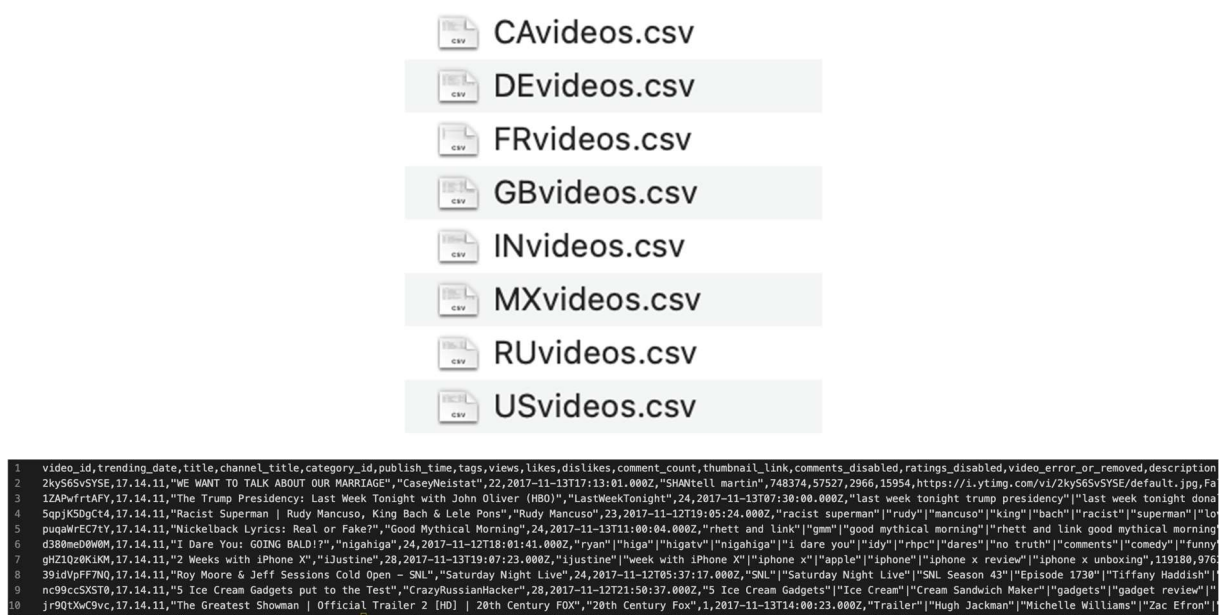 CSV CAvideos.csv
CSV DEvideos.csv
CSV FRvideos.csv
CSV GBvideos.csv
CSV INvideos.csv
CSV MXvideos.csv
CSV RUvideos.csv
CSV USvideos.csv
1 video_id,trending_date,title,channel_title,category_id,publish_time,tags,views,likes,dislikes,comment_count,thumbnail_link,comments_disabled,ratings_disabled,video_error_or_removed,description
2 2kyS6SvSYSE,17.14.11,"WE WANT TO TALK ABOUT OUR MARRIAGE","CaseyNeistat",22,2017-11-13T17:13:01.000Z,"SHANtell martin",748374,57527,2966,15954,https://i.ytimg.com/vi/2kyS6SvSYSE/default.jpg,Fa
3 1ZAPwfrtAFY,17.14.11,"The Trump Presidency: Last Week Tonight with John Oliver (HBO)","LastWeekTonight",24,2017-11-13T07:30:00.000Z,"last week tonight trump presidency"|"last week tonight dona
4 5qpjK5DgCt4,17.14.11,"Racist Superman | Rudy Mancuso, King Bach & Lele Pons","Rudy Mancuso",23,2017-11-12T19:05:24.000Z,"racist superman"|"rudy"|"mancuso"|"king"|"bach"|"racist"|"superman"|"lo
5 puqaWrEC7tY,17.14.11,"Nickelback Lyrics: Real or Fake?","Good Mythical Morning",24,2017-11-13T11:00:04.000Z,"rhett and link"|"gmm"|"good mythical morning"|"rhett and link good mythical morning"
6 d380meD0W0M,17.14.11,"I Dare You: GOING BALD!?","nigahiga",24,2017-11-12T18:01:41.000Z,"ryan"|"higa"|"higatv"|"nigahiga"|"i dare you"|"idy"|"rhpc"|"dares"|"no truth"|"comments"|"comedy"|"funny"
7 gHZ1Qz0KiKM,17.14.11,"2 Weeks with iPhone X","iJustine",28,2017-11-13T19:07:23.000Z,"ijustine"|"week with iPhone X"|"iphone x"|"apple"|"iphone"|"iphone x review"|"iphone x unboxing",119180,976
8 39idVpFF7NQ,17.14.11,"Roy Moore & Jeff Sessions Cold Open - SNL","Saturday Night Live",24,2017-11-12T05:37:17.000Z,"SNL"|"Saturday Night Live"|"SNL Season 43"|"Episode 1730"|"Tiffany Haddish"|
9 nc99ccSXST0,17.14.11,"5 Ice Cream Gadgets put to the Test","CrazyRussianHacker",28,2017-11-12T21:50:37.000Z,"5 Ice Cream Gadgets"|"Ice Cream"|"Cream Sandwich Maker"|"gadgets"|"gadget review"|
10 jr9QtXwC9vc,17.14.11,"The Greatest Showman | Official Trailer 2 [HD] | 20th Century FOX","20th Century Fox",1,2017-11-13T14:00:23.000Z,"Trailer"|"Hugh Jackman"|"Michelle Williams"|"Zac Efron"|